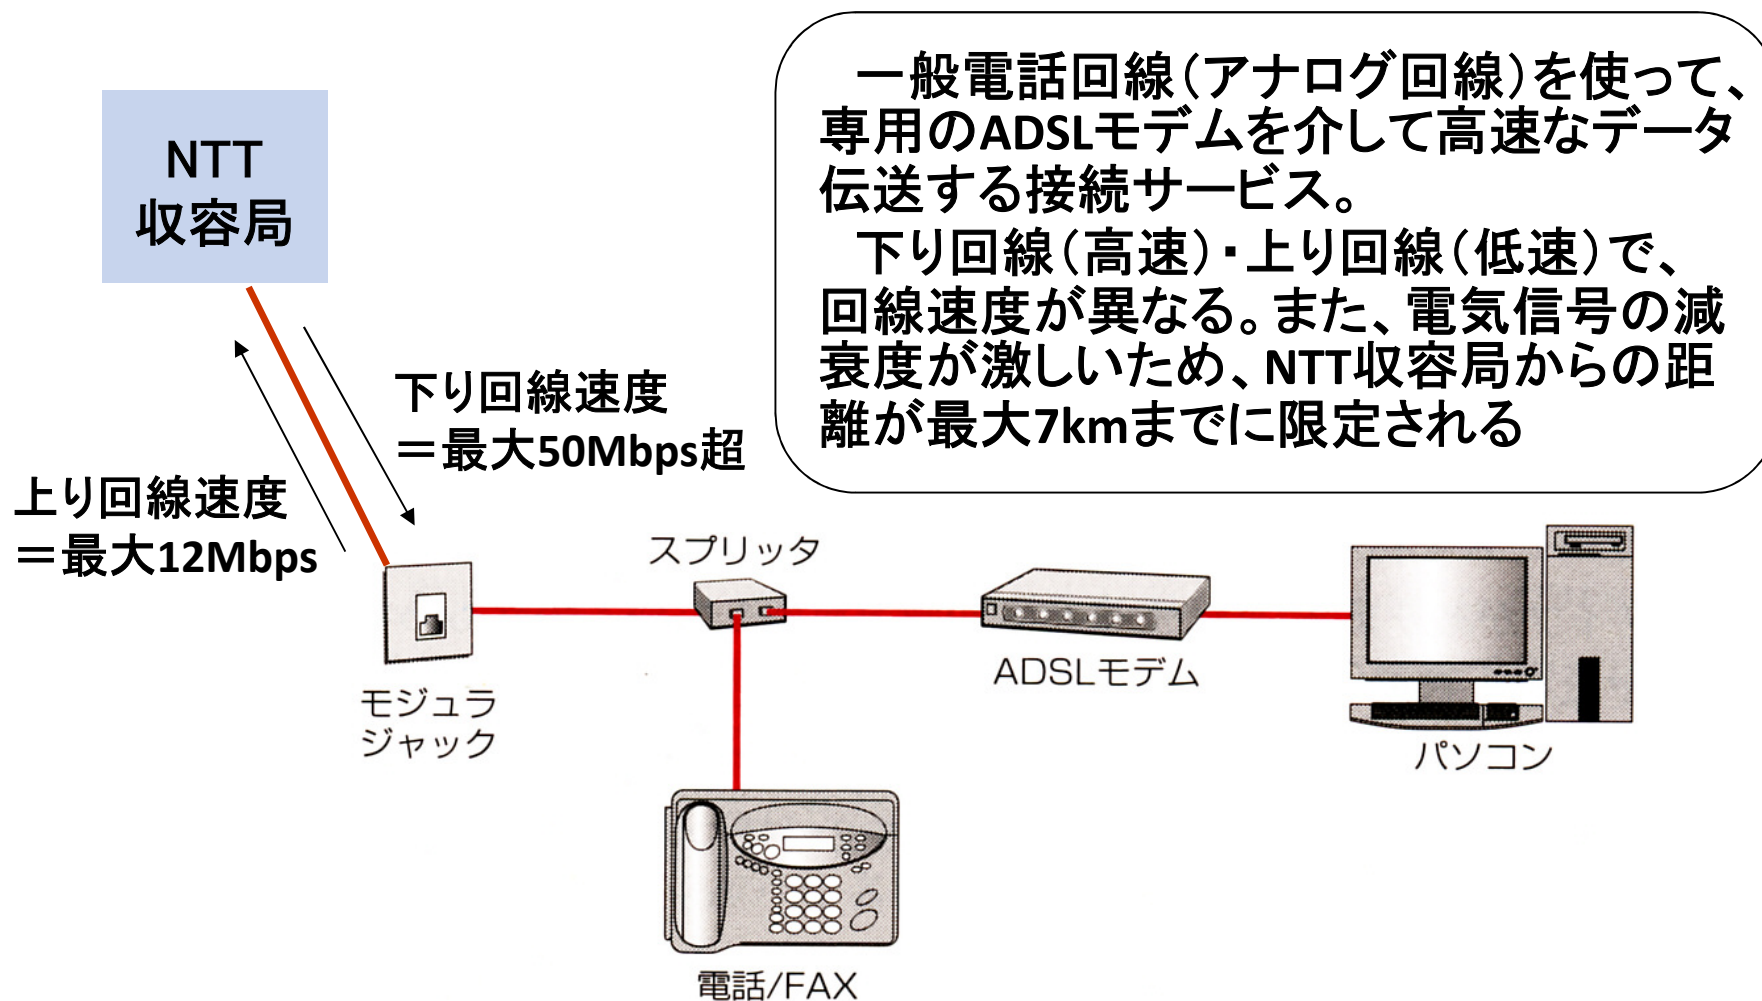 NTT
収容局
一般電話回線（アナログ回線）を使って、
専用のADSLモデムを介して高速なデータ
伝送する接続サービス。
下り回線（高速）・上り回線（低速）で、
回線速度が異なる。また、電気信号の減
衰度が激しいため、NTT収容局からの距
離が最大7kmまでに限定される
下り回線速度
＝最大50Mbps超
上り回線速度
＝最大12Mbps
スプリッタ
ADSLモデム
モジュラ
ジャック
パソコン
電話/FAX